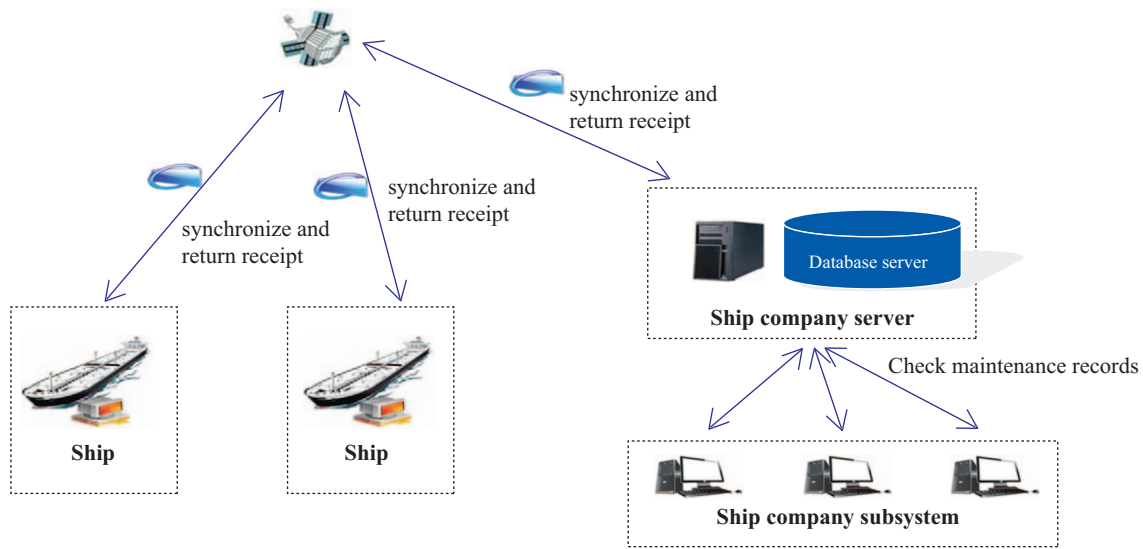 synchronize and
return receipt
synchronize and
return receipt
synchronize and
return receipt
Database server
Ship company server
Check maintenance records
Ship
Ship
Ship company subsystem